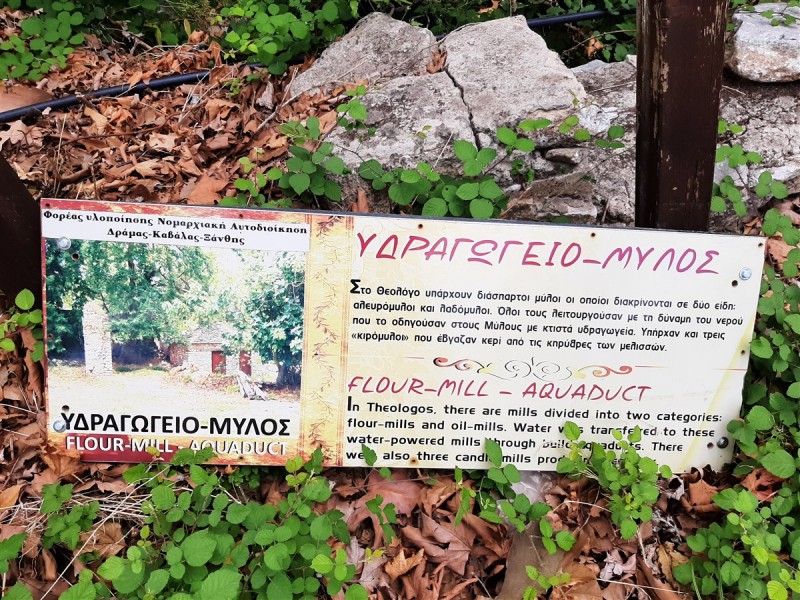 Φορέας υλοποίησης Νομαρχιακή Αυτοδιοίκηση
Δράμας-Καβάλας-Ξάνθης
ΥΔΡΑΓΩΓΕΙΟ-ΜΥΛΟΣ
FLOUR-MILL - AQUADUCT
ΥΔΡΑΓΩΓΕΙΟ-ΜΥΛΟΣ
Στο Θεολόγο υπάρχουν διάσπαρτοι μύλοι οι οποίοι διακρίνονται σε δύο είδη:
αλευρόμυλοι και λαδόμυλοι. Όλοι τους λειτουργούσαν με τη δύναμη του νερού
που το οδηγούσαν στους Μύλους με κτιστά υδραγωγεία. Υπήρχαν και τρεις
«κιρόμυλοι» που έβγαζαν κερί από τις κηρύβρες των μελισσών.
FLOUR-MILL - AQUADUCT
In Theologos, there are mills divided into two categories:
flour-mills and oil-mills. Water was transferred to these
water-powered mills through build aquaducts. There
were also three candle mills